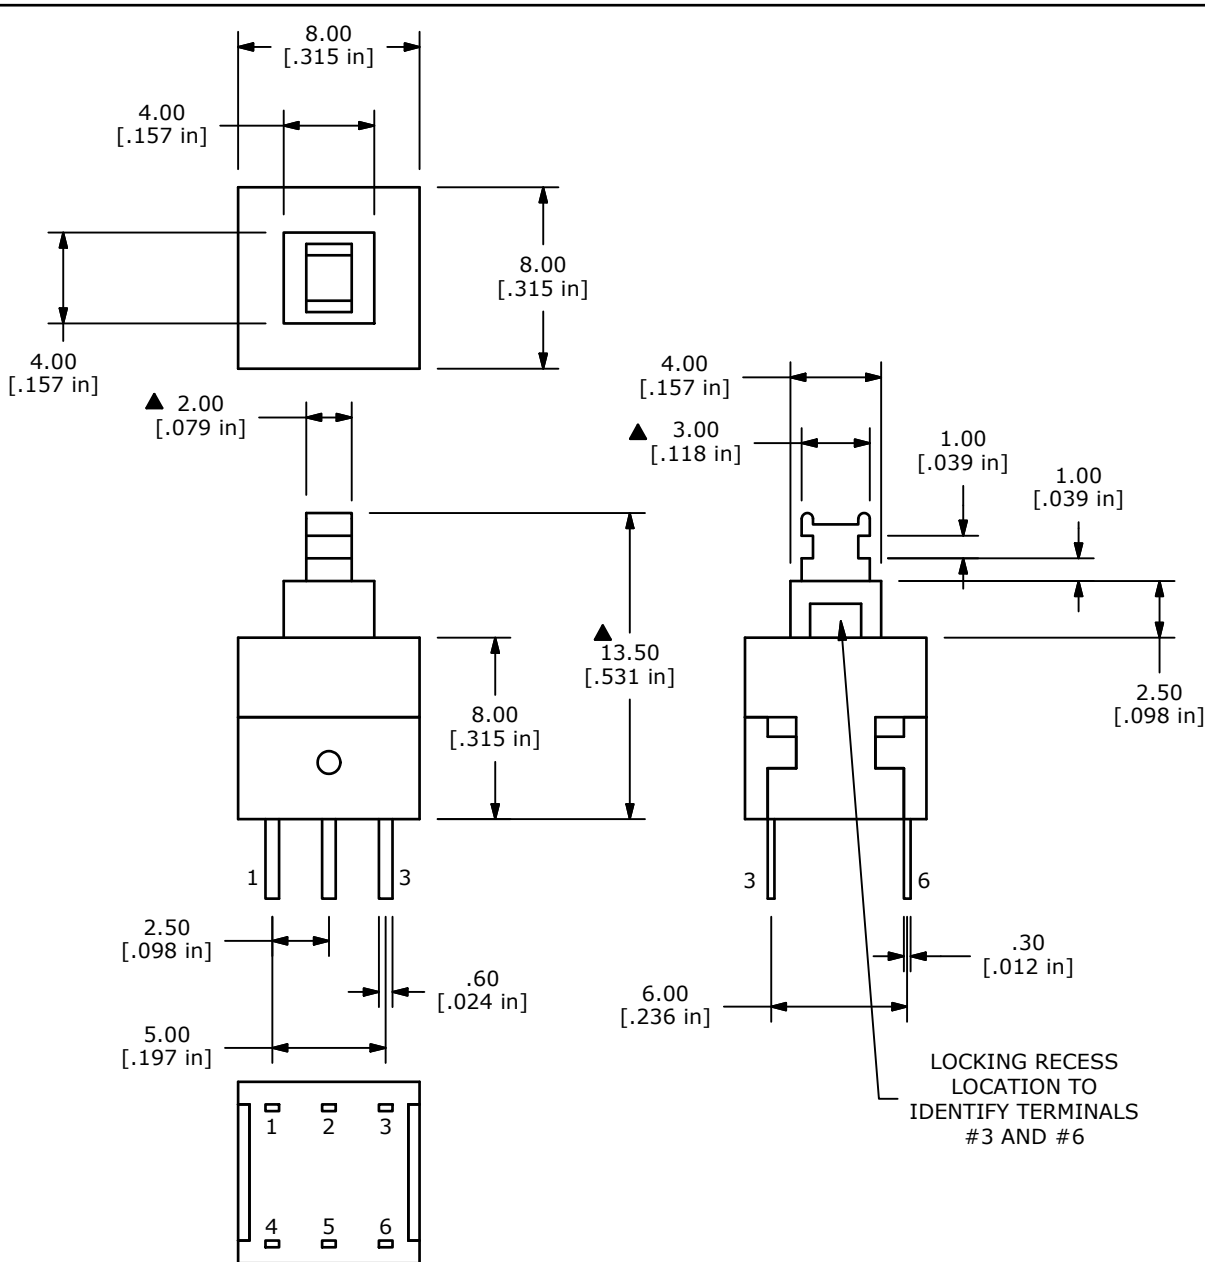 8.00
[.315 in]
4.00
[.157 in]
8.00
[.315 in]
4.00
[.157 in]
▲ 2.00
[.079 in]
4.00
[.157 in]
▲ 3.00
[.118 in]
1.00
[.039 in]
1.00
[.039 in]
▲
13.50
[.531 in]
8.00
[.315 in]
2.50
[.098 in]
1
3
3
6
2.50
[.098 in]
.60
[.024 in]
.30
[.012 in]
6.00
[.236 in]
5.00
[.197 in]
LOCKING RECESS
LOCATION TO
IDENTIFY TERMINALS
#3 AND #6
1 2 3
4 5 6